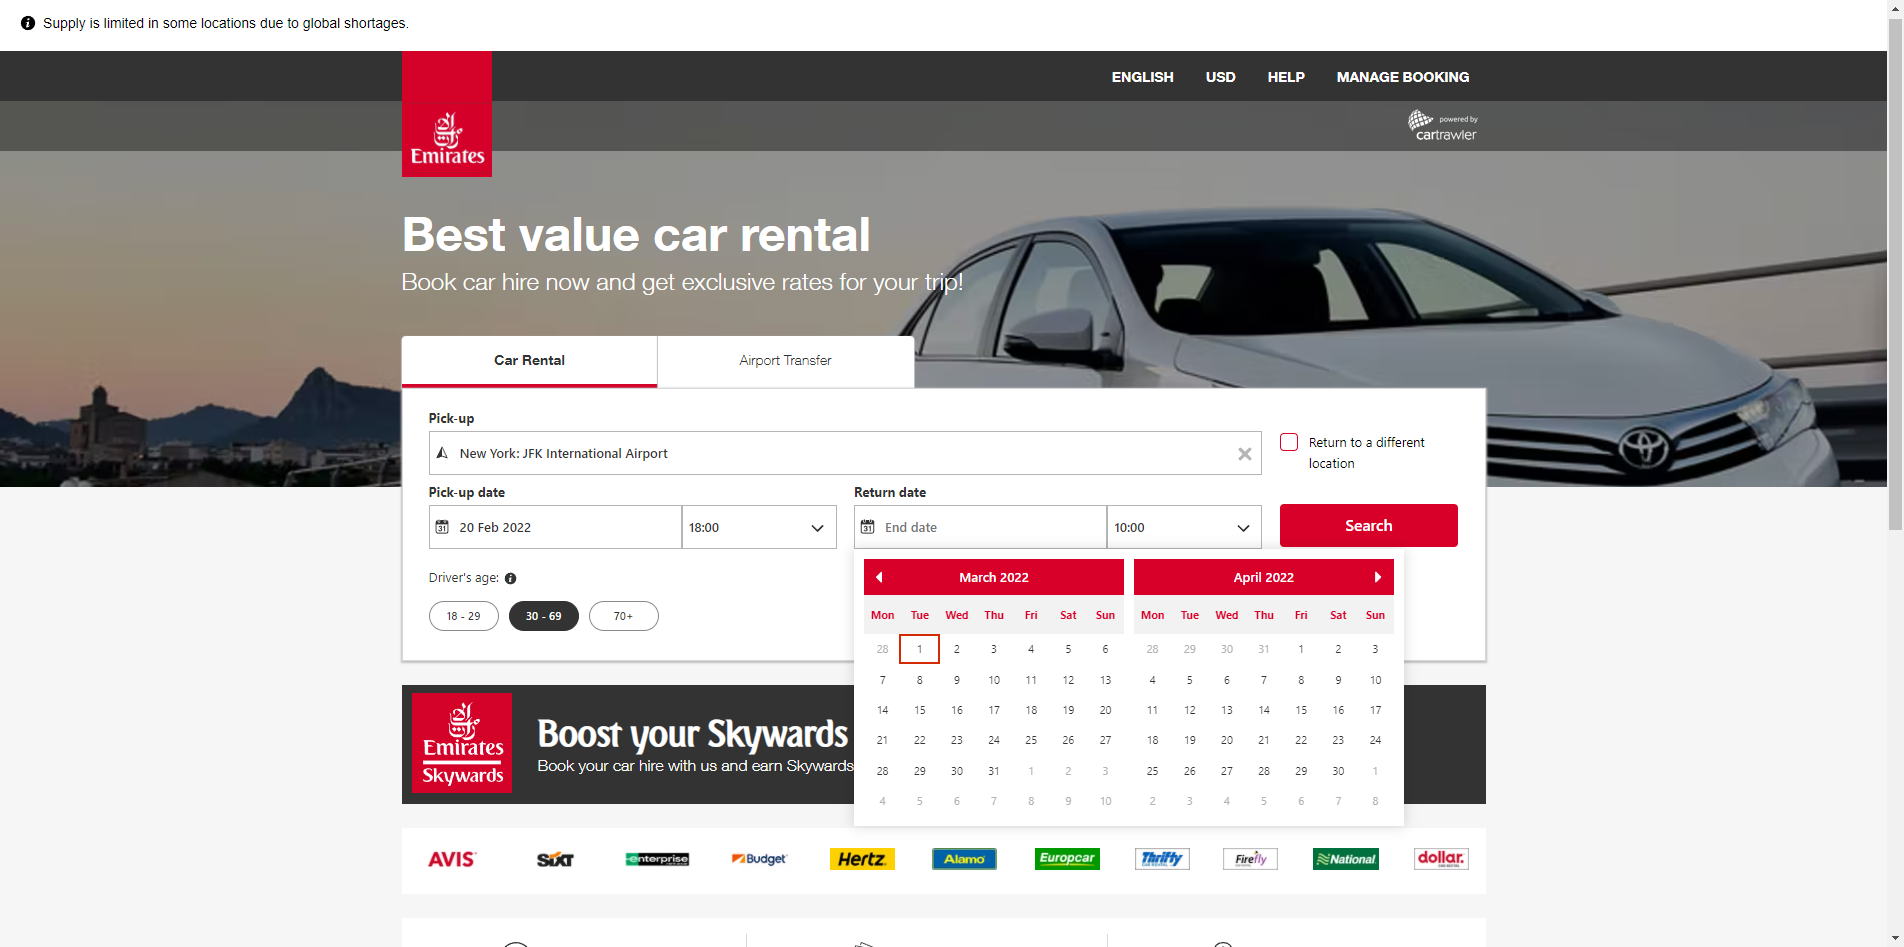 Supply is limited in some locations due to global shortages.
ENGLISH USD HELP MANAGE BOOKING
Emirates
powered by
cartrawler
Best value car rental
Book car hire now and get exclusive rates for your trip!
Car Rental Airport Transfer
Pick-up
New York: JFK International Airport
Return to a different
location
Pick-up date Return date
31 20 Feb 2022 18:00 31 End date 10:00 Search
Driver's age:
18 - 29 30 - 69 70+
March 2022 April 2022
Mon Tue Wed Thu Fri Sat Sun Mon Tue Wed Thu Fri Sat Sun
28 1 2 3 4 5 6 28 29 30 31 1 2 3
7 8 9 10 11 12 13 4 5 6 7 8 9 10
14 15 16 17 18 19 20 11 12 13 14 15 16 17
21 22 23 24 25 26 27 18 19 20 21 22 23 24
28 29 30 31 1 2 3 25 26 27 28 29 30 1
4 5 6 7 8 9 10 2 3 4 5 6 7 8
Emirates
Skywards
Boost your Skywards
Book your car hire with us and earn Skywards
AVIS SIXT enterprise Budget Hertz Alamo Europcar Thrifty Firefly National dollar.